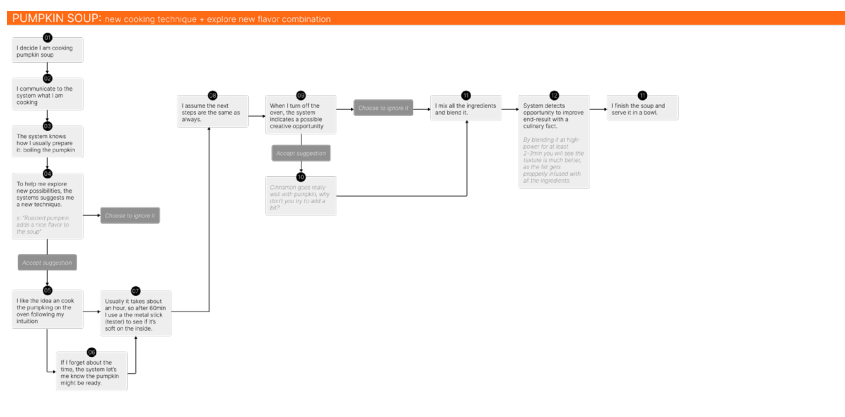 PUMPKIN SOUP: new cooking technique + explore new flavor combination
01
I decide I am cooking
pumpkin soup
02
I communicate to the
system what I am
cooking
03
The system knows
how I usually prepare
it: boiling the pumpkin
04
To help me explore
new possibilities, the
systems suggests me
a new technique.
s: "Roasted pumpkin
adds a nice flavor to
the soup"
Choose to ignore it
Accept suggestion
05
I like the idea an cook
the pumpking on the
oven following my
intuition
06
If I forget about the
time, the system let's
me know the pumpkin
might be ready.
07
Usually it takes about
an hour, so after 60min
I use a the metal stick
(tester) to see if it's
soft on the inside.
08
I assume the next
steps are the same as
always.
09
When I turn off the
oven, the system
indicates a possible
creative opportunity
Choose to ignore it
Accept suggestion
10
Cinnamon goes really
well with pumpkin, why
don't you try to add a
bit?
11
I mix all the ingredients
and blend it.
12
System detects
opportunity to improve
end-result with a
culinary fact.
By blending it at high-
power for at least
2-3min you will see the
texture is much better,
as the fat gets
properly infused with
all the ingredients
11
I finish the soup and
serve it in a bowl.